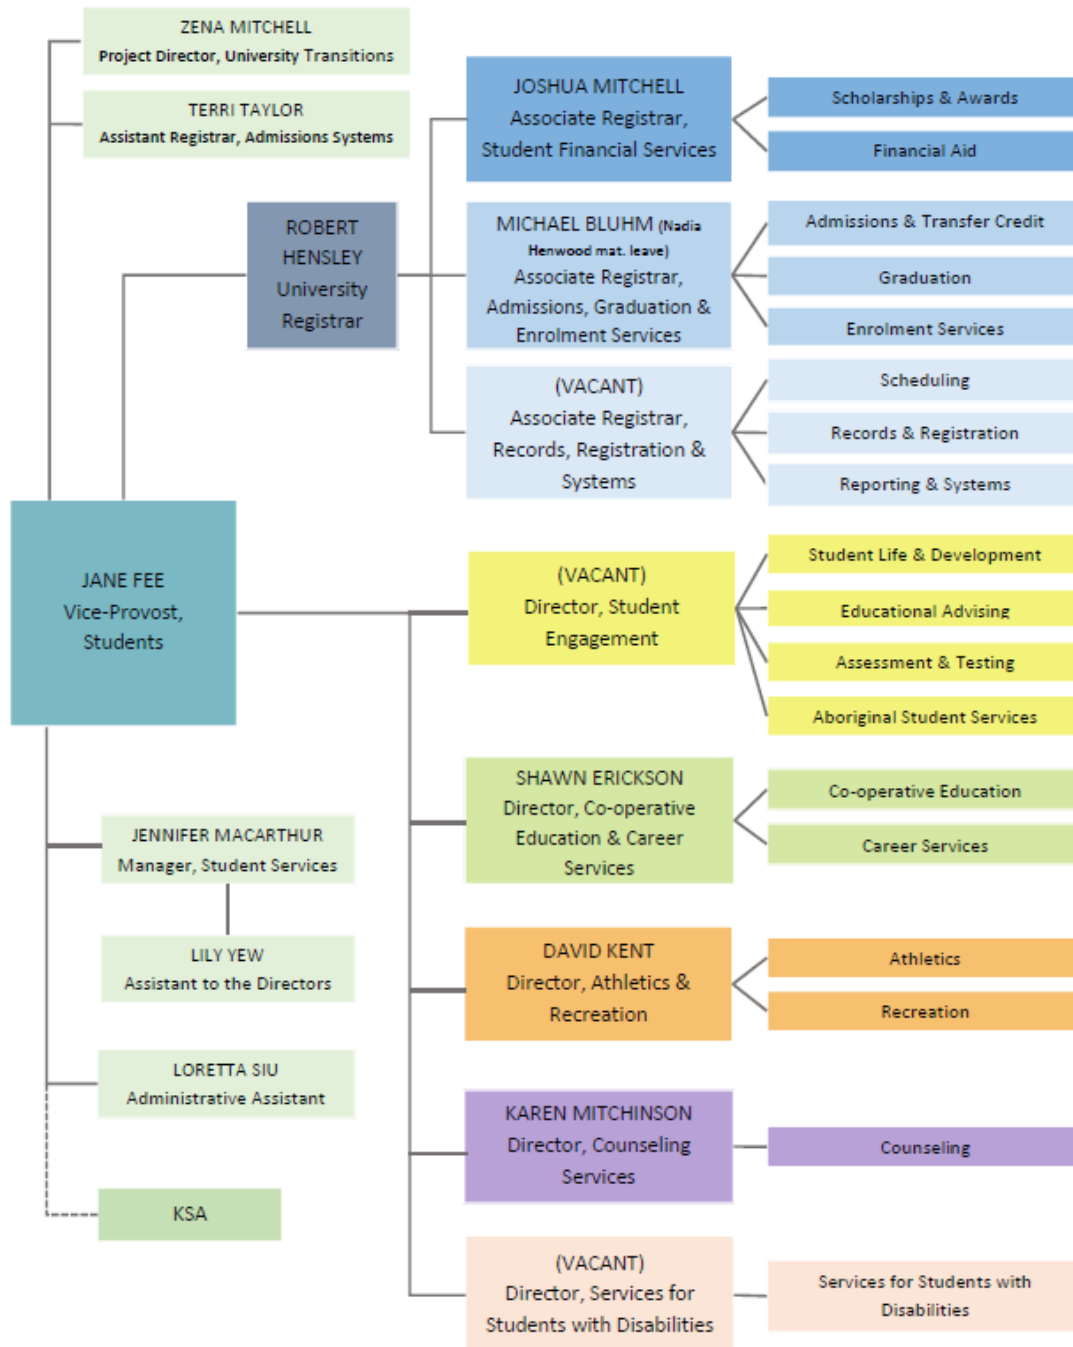 ZENA MITCHELL
Project Director, University Transitions
TERRI TAYLOR
Assistant Registrar, Admissions Systems
ROBERT
HENSLEY
University
Registrar
JOSHUA MITCHELL
Associate Registrar,
Student Financial Services
Scholarships & Awards
Financial Aid
MICHAEL BLUHM (Nadia
Henwood mat. leave)
Associate Registrar,
Admissions, Graduation &
Enrolment Services
Admissions & Transfer Credit
Graduation
Enrolment Services
(VACANT)
Associate Registrar,
Records, Registration &
Systems
Scheduling
Records & Registration
Reporting & Systems
JANE FEE
Vice-Provost,
Students
(VACANT)
Director, Student
Engagement
Student Life & Development
Educational Advising
Assessment & Testing
Aboriginal Student Services
SHAWN ERICKSON
Director, Co-operative
Education & Career
Services
Co-operative Education
Career Services
JENNIFER MACARTHUR
Manager, Student Services
LILY YEW
Assistant to the Directors
DAVID KENT
Director, Athletics &
Recreation
Athletics
Recreation
LORETTA SIU
Administrative Assistant
KAREN MITCHINSON
Director, Counseling
Services
Counseling
KSA
(VACANT)
Director, Services for
Students with Disabilities
Services for Students with
Disabilities